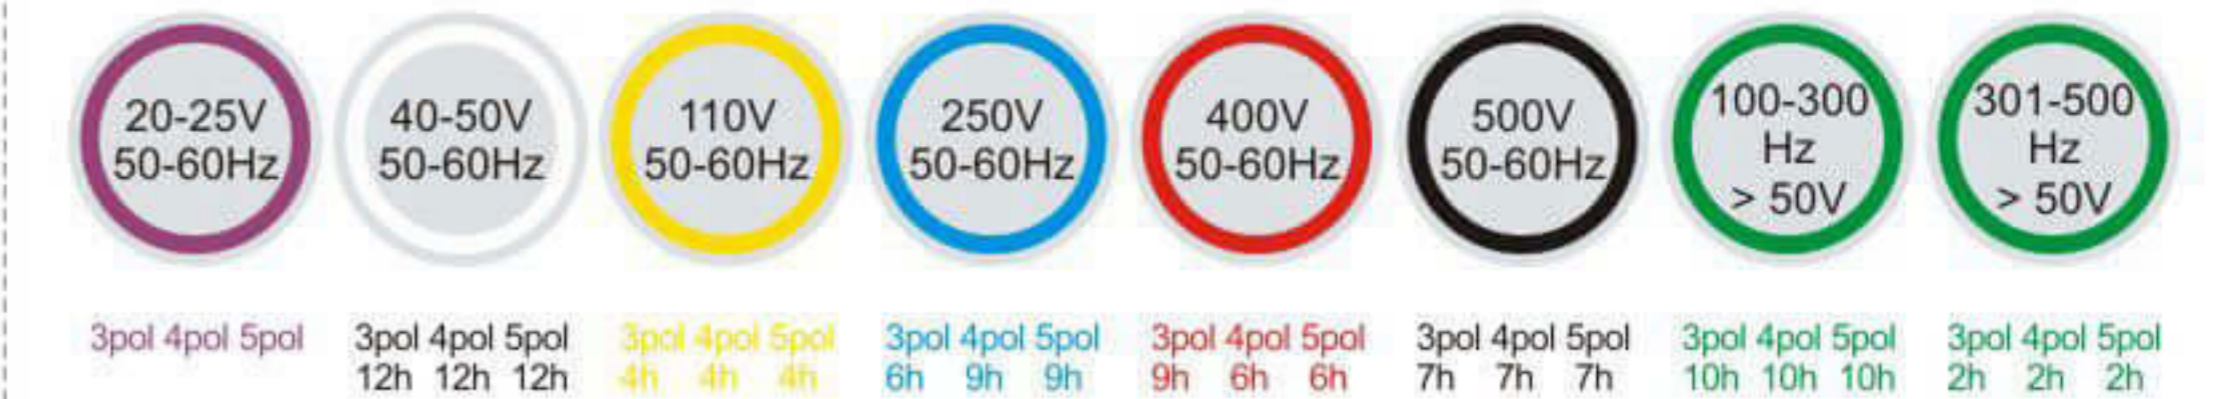 20-25V
50-60Hz
40-50V
50-60Hz
110V
50-60Hz
250V
50-60Hz
400V
50-60Hz
500V
50-60Hz
100-300
Hz
> 50V
301-500
Hz
> 50V
3pol 4pol 5pol
3pol 4pol 5pol
12h 12h 12h
3pol 4pol 5pol
4h 4h 4h
3pol 4pol 5pol
6h 9h 9h
3pol 4pol 5pol
9h 6h 6h
3pol 4pol 5pol
7h 7h 7h
3pol 4pol 5pol
10h 10h 10h
3pol 4pol 5pol
2h 2h 2h